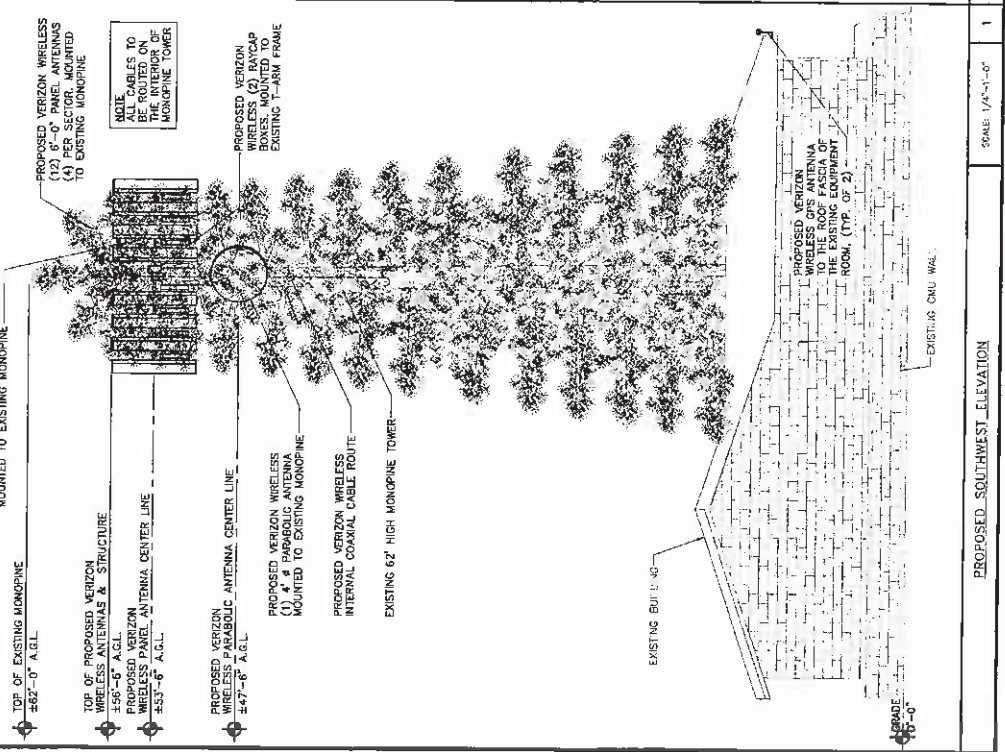 MOUNTED TO EXISTING MONOPINE
TOP OF EXISTING MONOPINE
±62'-0" A.G.L.
TOP OF PROPOSED VERIZON
WIRELESS ANTENNAS & STRUCTURE
±56'-6" A.G.L.
PROPOSED VERIZON
WIRELESS PANEL ANTENNA CENTER LINE
±53'-6" A.G.L.
PROPOSED VERIZON
WIRELESS PARABOLIC ANTENNA CENTER LINE
±47'-6" A.G.L.
PROPOSED VERIZON WIRELESS
(1) 4' ø PARABOLIC ANTENNA
MOUNTED TO EXISTING MONOPINE
PROPOSED VERIZON WIRELESS
INTERNAL COAXIAL CABLE ROUTE
EXISTING 62' HIGH MONOPINE TOWER
EXISTING BUILDING
GRADE
0'-0"
PROPOSED VERIZON WIRELESS
(12) 6'-0" PANEL ANTENNAS
(4) PER SECTOR, MOUNTED
TO EXISTING MONOPINE
NOTE
ALL CABLES TO
BE ROUTED ON
THE INTERIOR OF
MONOPINE TOWER
PROPOSED VERIZON
WIRELESS (2) RAYCAP
BOXES, MOUNTED TO
EXISTING T-ARM FRAME
PROPOSED VERIZON
WIRELESS GPS ANTENNA
TO THE ROOF FASCIA OF
THE EXISTING EQUIPMENT
ROOM, (TYP. OF 2)
EXISTING CMU WALL
PROPOSED SOUTHWEST ELEVATION
SCALE: 1/4"=1'-0"
1